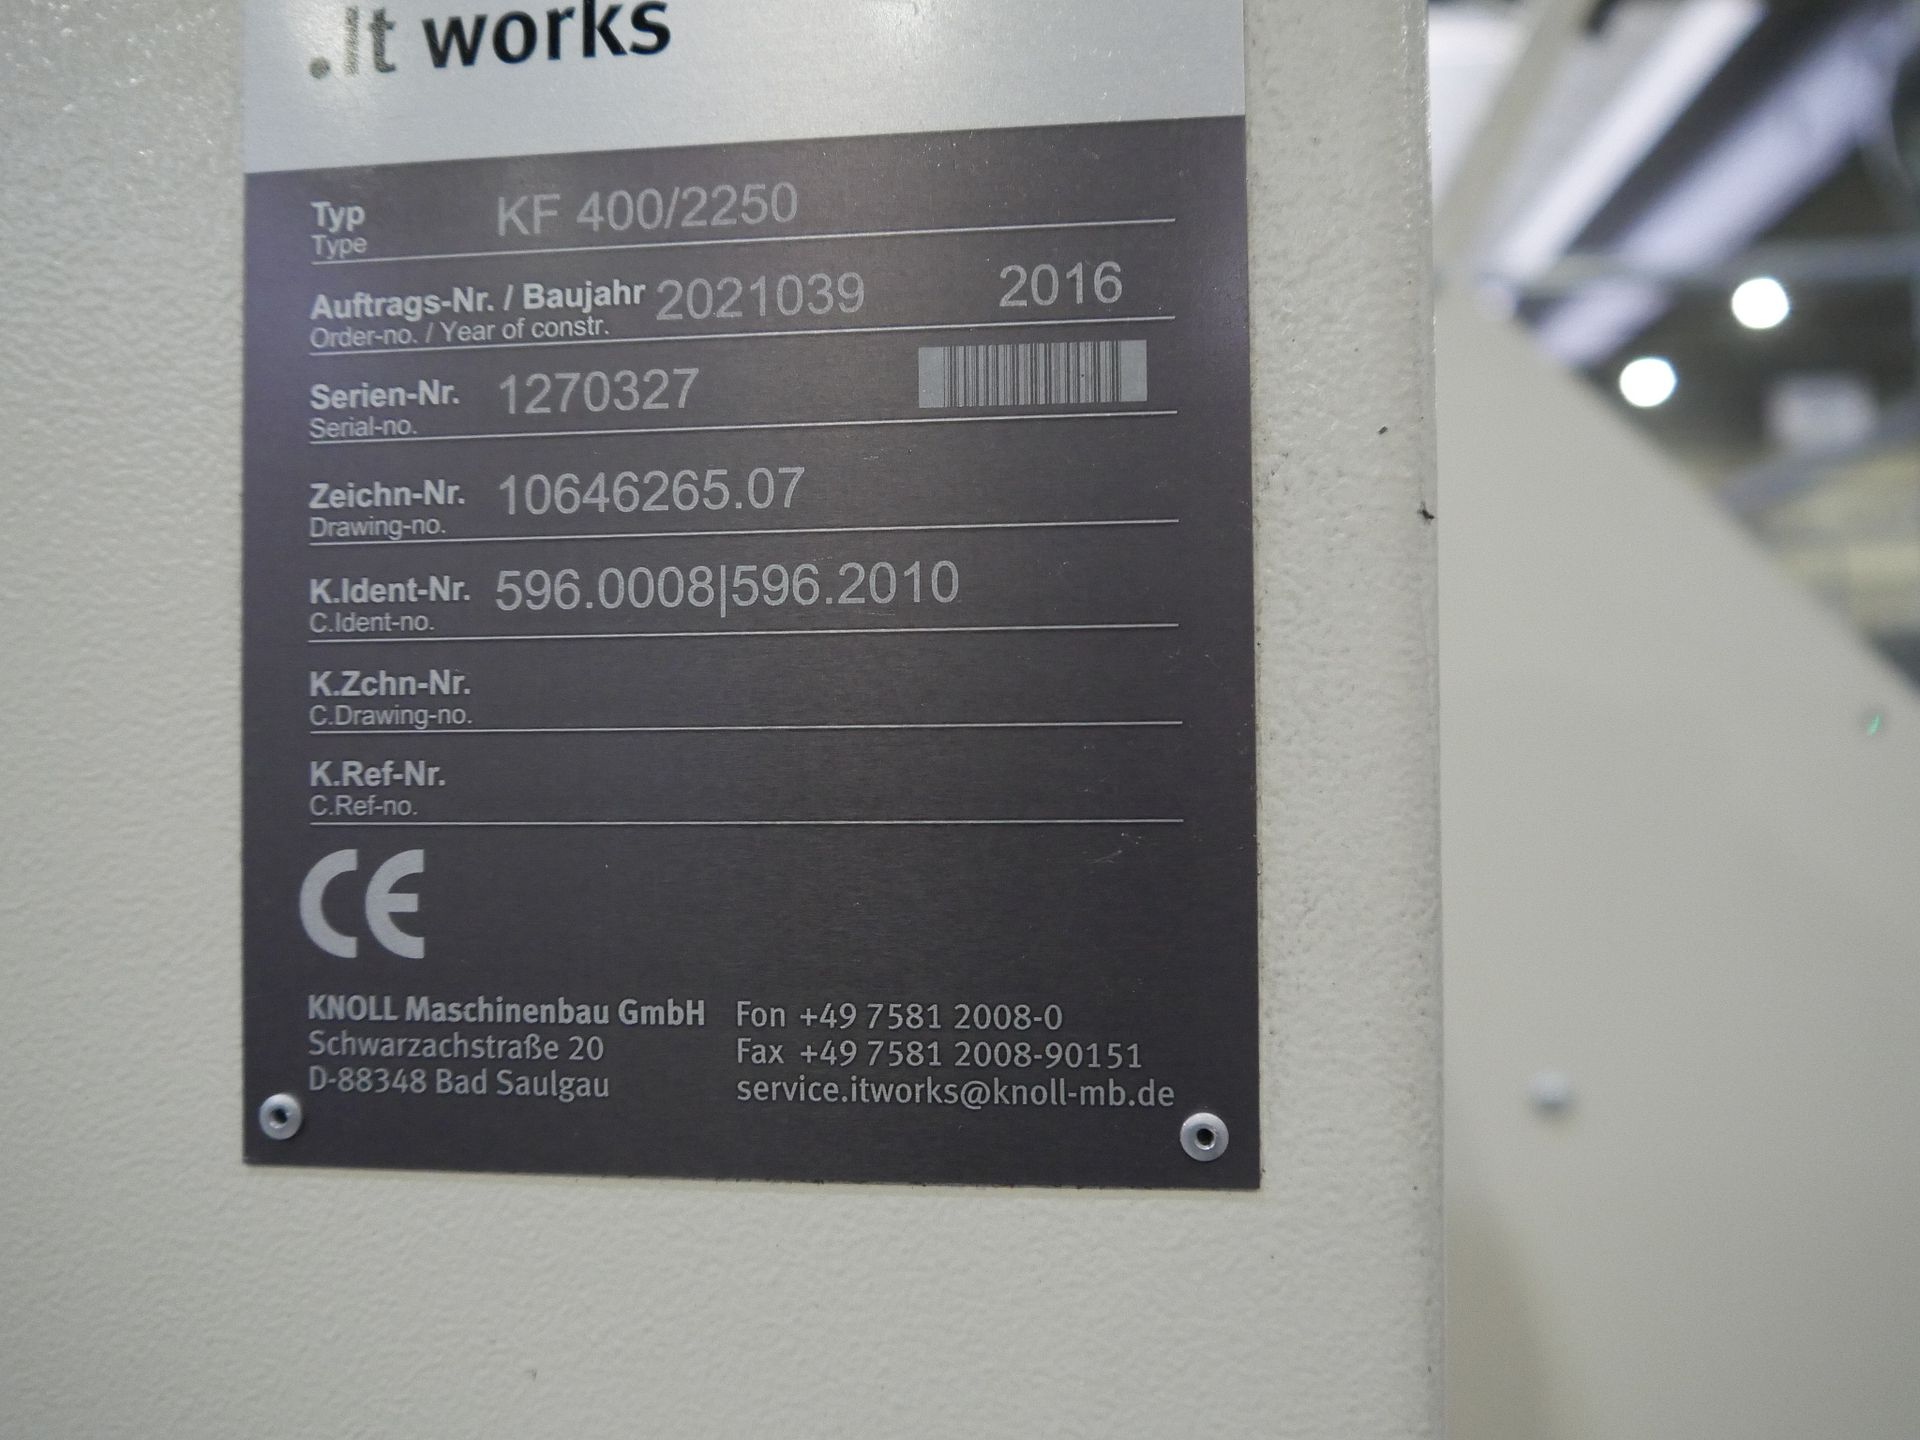 .It works
Typ KF 400/2250
Type
Auftrags-Nr. / Baujahr 2021039 2016
Order-no. / Year of constr.
Serien-Nr. 1270327
Serial-no.
Zeichn-Nr. 10646265.07
Drawing-no.
K.Ident-Nr. 596.0008|596.2010
C.Ident-no.
K.Zchn-Nr.
C.Drawing-no.
K.Ref-Nr.
C.Ref-no.
CE
KNOLL Maschinenbau GmbH Fon +49 7581 2008-0
Schwarzachstraße 20 Fax +49 7581 2008-90151
D-88348 Bad Saulgau service.itworks@knoll-mb.de